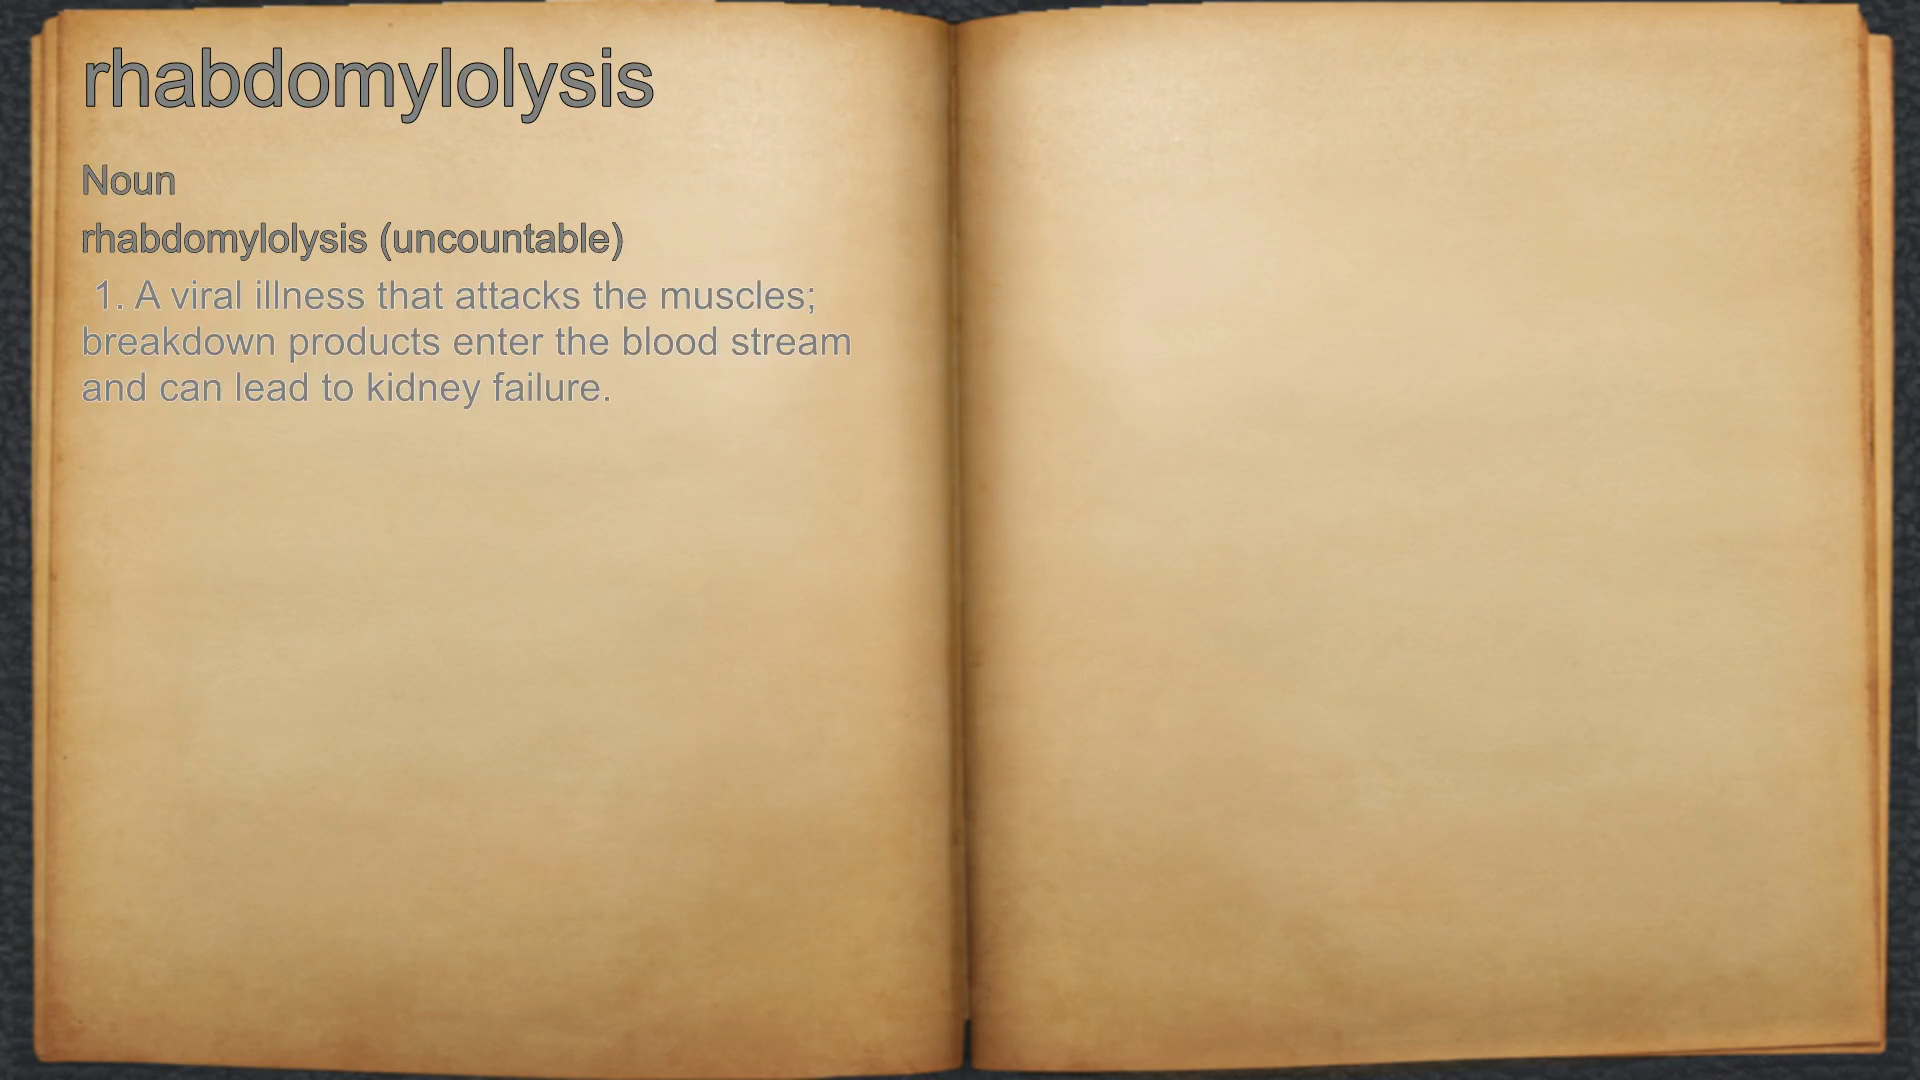 rhabdomylolysis
Noun
rhabdomylolysis (uncountable)
1. A viral illness that attacks the muscles;
breakdown products enter the blood stream
and can lead to kidney failure.